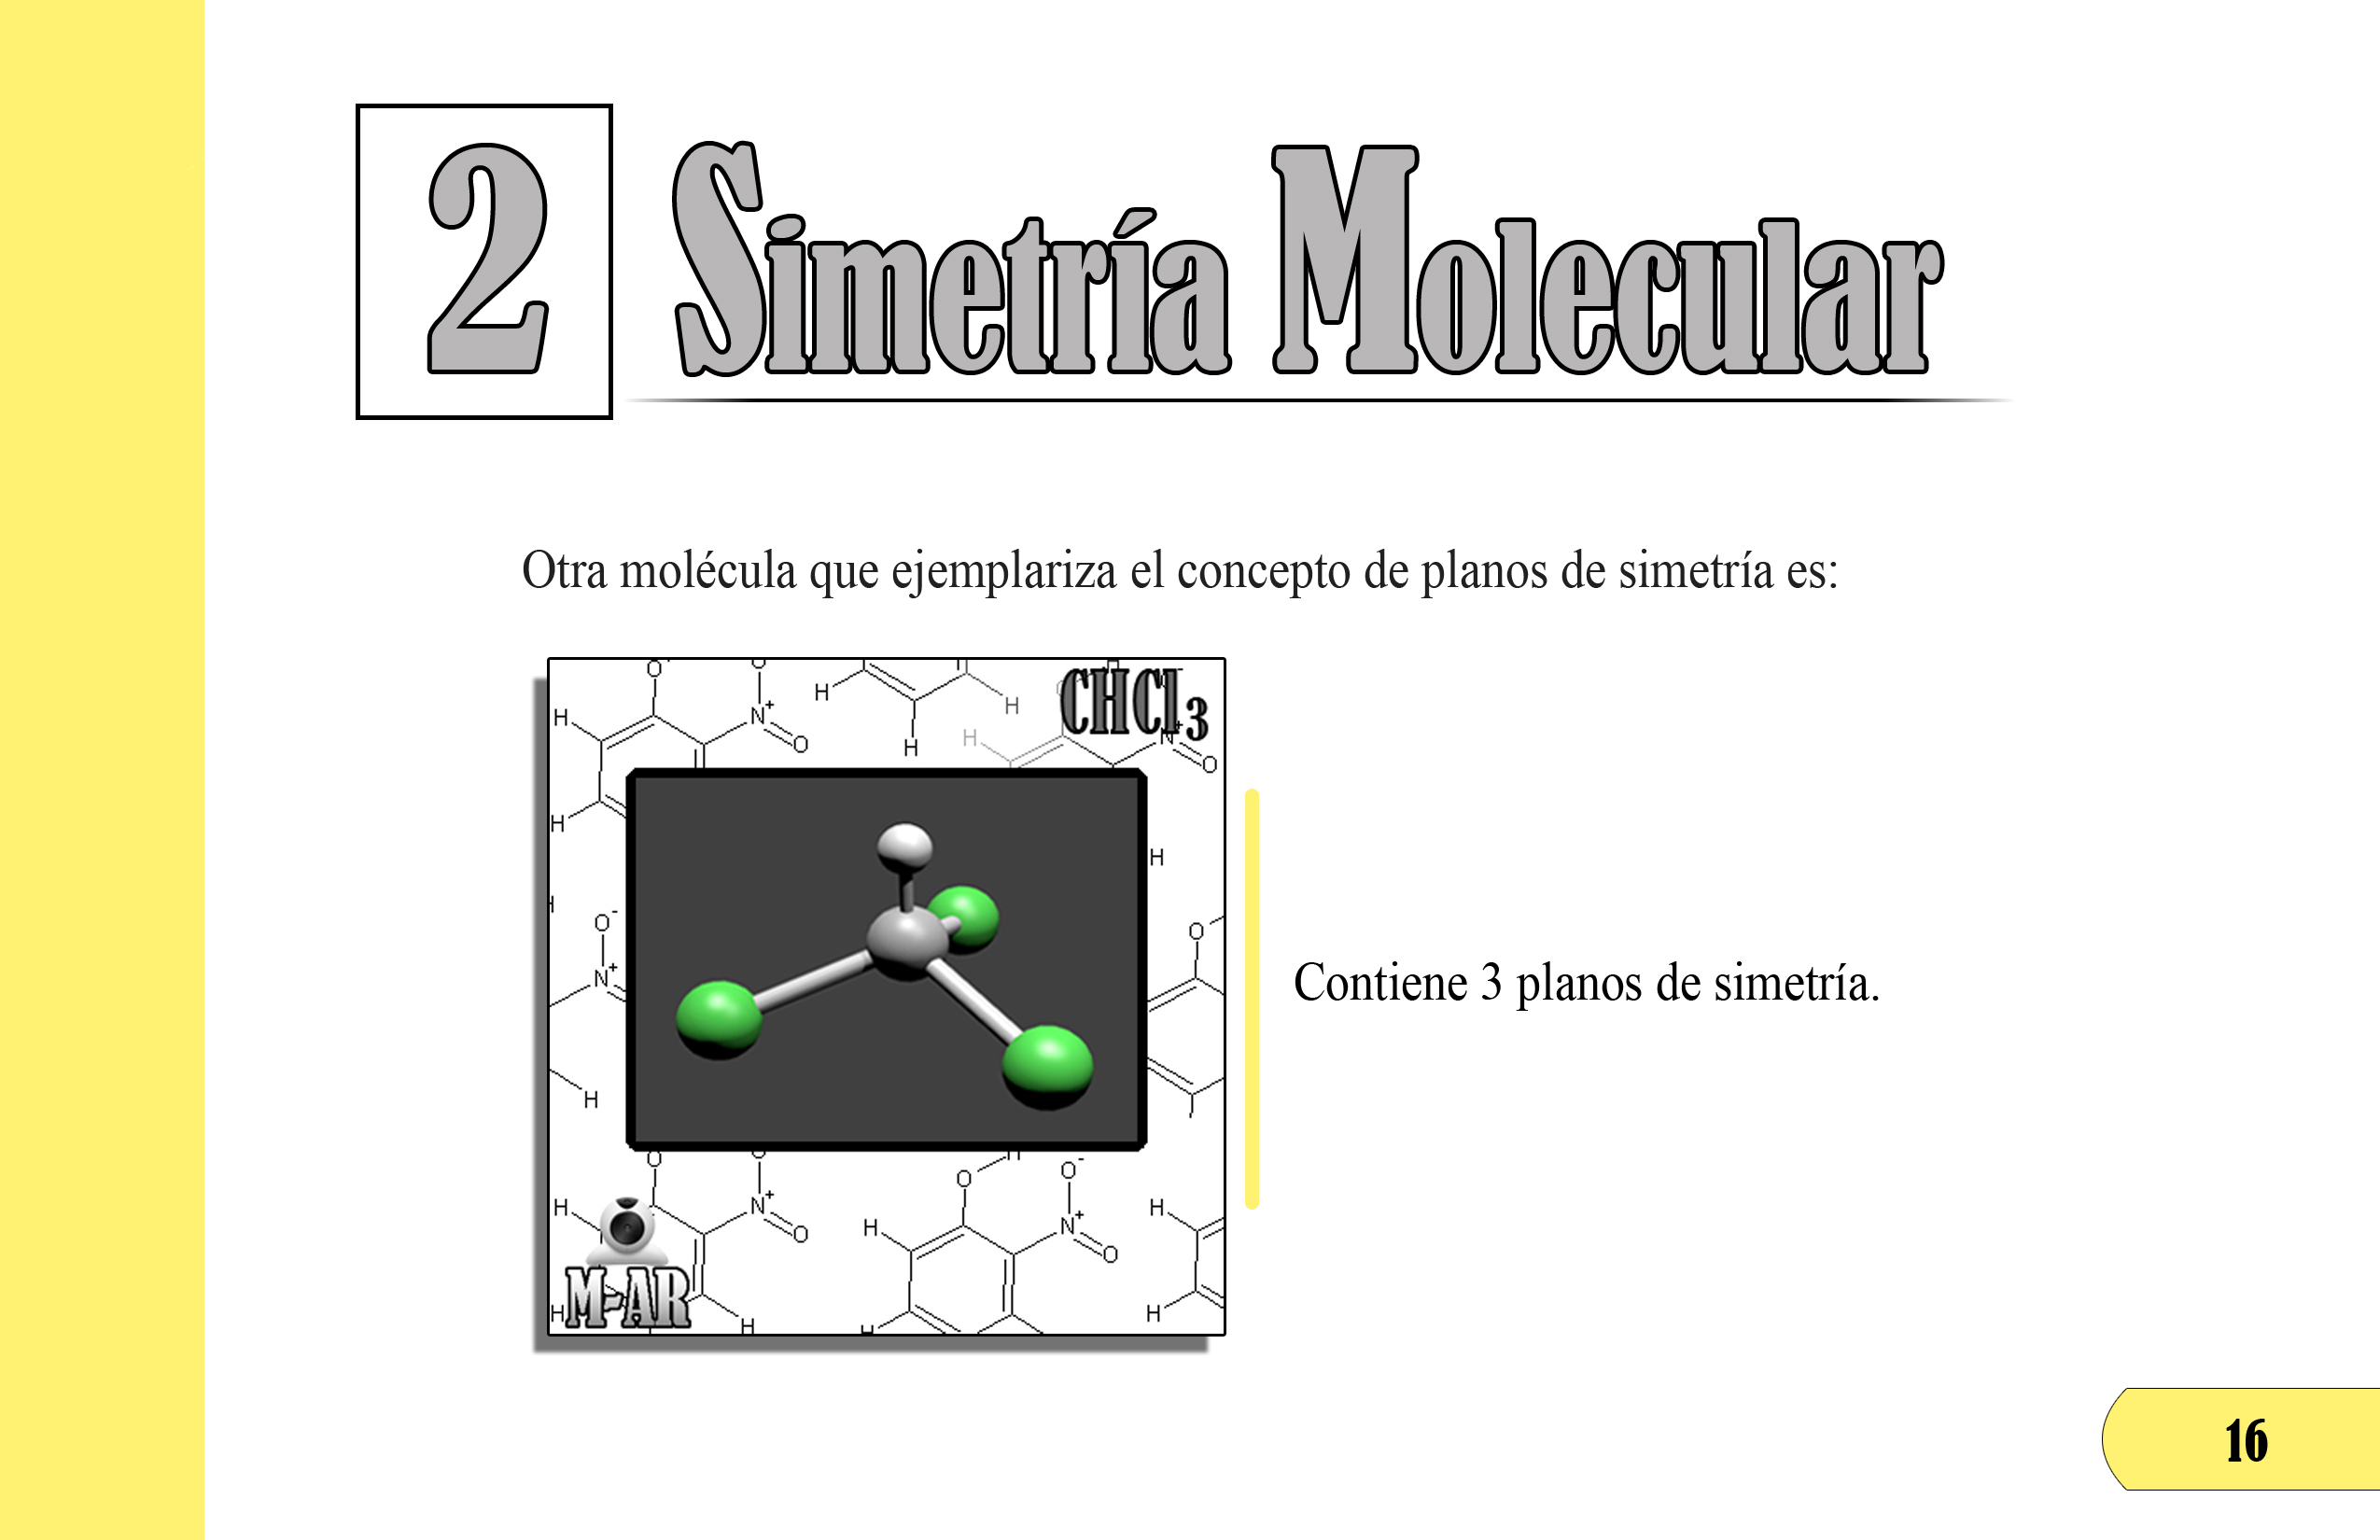 2 Simetría Molecular
Otra molécula que ejemplariza el concepto de planos de simetría es:
CHCl3
Contiene 3 planos de simetría.
M-AR
16